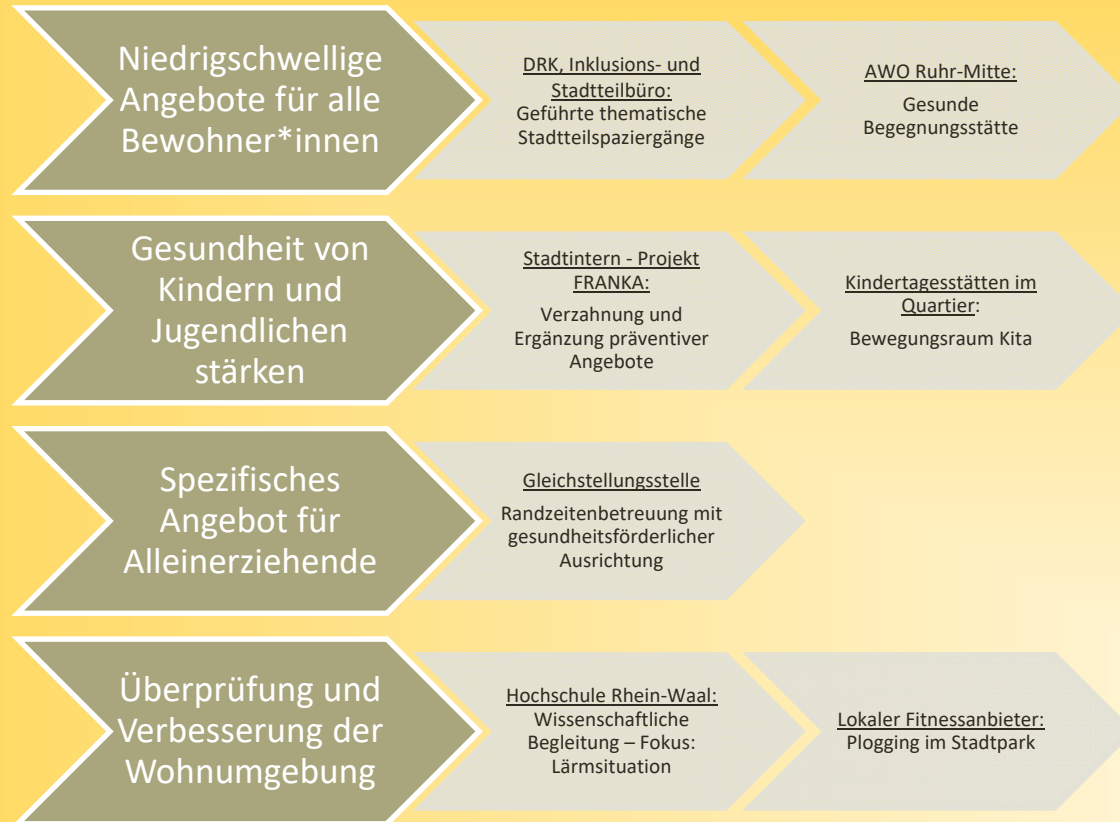 Niedrigschwellige
Angebote für alle
Bewohner*innen
DRK, Inklusions- und
Stadtteilbüro:
Geführte thematische
Stadtteilspaziergänge
AWO Ruhr-Mitte:
Gesunde
Begegnungsstätte
Gesundheit von
Kindern und
Jugendlichen
stärken
Stadtintern - Projekt
FRANKA:
Verzahnung und
Ergänzung präventiver
Angebote
Kindertagesstätten im
Quartier:
Bewegungsraum Kita
Spezifisches
Angebot für
Alleinerziehende
Gleichstellungsstelle
Randzeitenbetreuung mit
gesundheitsförderlicher
Ausrichtung
Überprüfung und
Verbesserung der
Wohnumgebung
Hochschule Rhein-Waal:
Wissenschaftliche
Begleitung – Fokus:
Lärmsituation
Lokaler Fitnessanbieter:
Plogging im Stadtpark